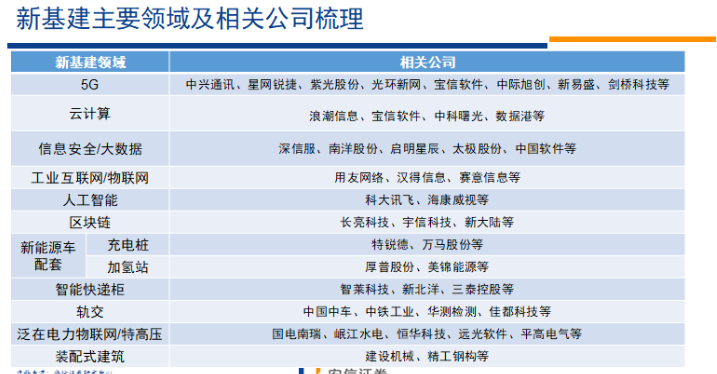 新基建主要领域及相关公司梳理
新基建领域 相关公司
5G 中兴通讯、星网锐捷、紫光股份、光环新网、宝信软件、中际旭创、新易盛、剑桥科技等
云计算 浪潮信息、宝信软件、中科曙光、数据港等
信息安全/大数据 深信服、南洋股份、启明星辰、太极股份、中国软件等
工业互联网/物联网 用友网络、汉得信息、赛意信息等
人工智能 科大讯飞、海康威视等
区块链 长亮科技、宇信科技、新大陆等
新能源车配套 充电桩 特锐德、万马股份等
加氢站 厚普股份、美锦能源等
智能快递柜 智莱科技、新北洋、三泰控股等
轨交 中国中车、中铁工业、华测检测、佳都科技等
泛在电力物联网/特高压 国电南瑞、岷江水电、恒华科技、远光软件、平高电气等
装配式建筑 建设机械、精工钢构等